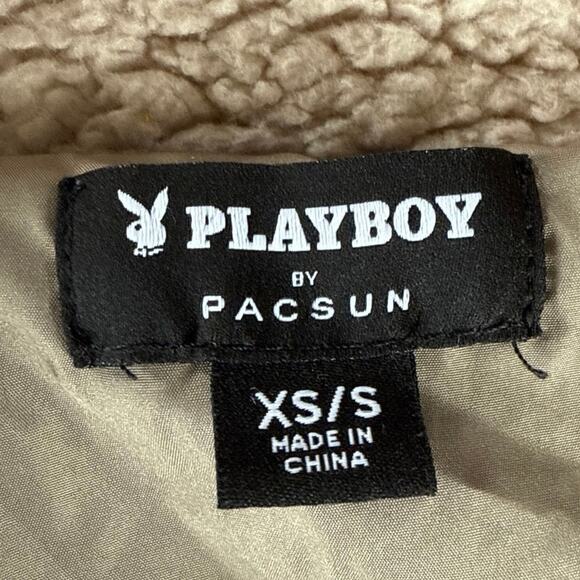 PLAYBOY
BY
PACSUN
XS/S
MADE IN
CHINA